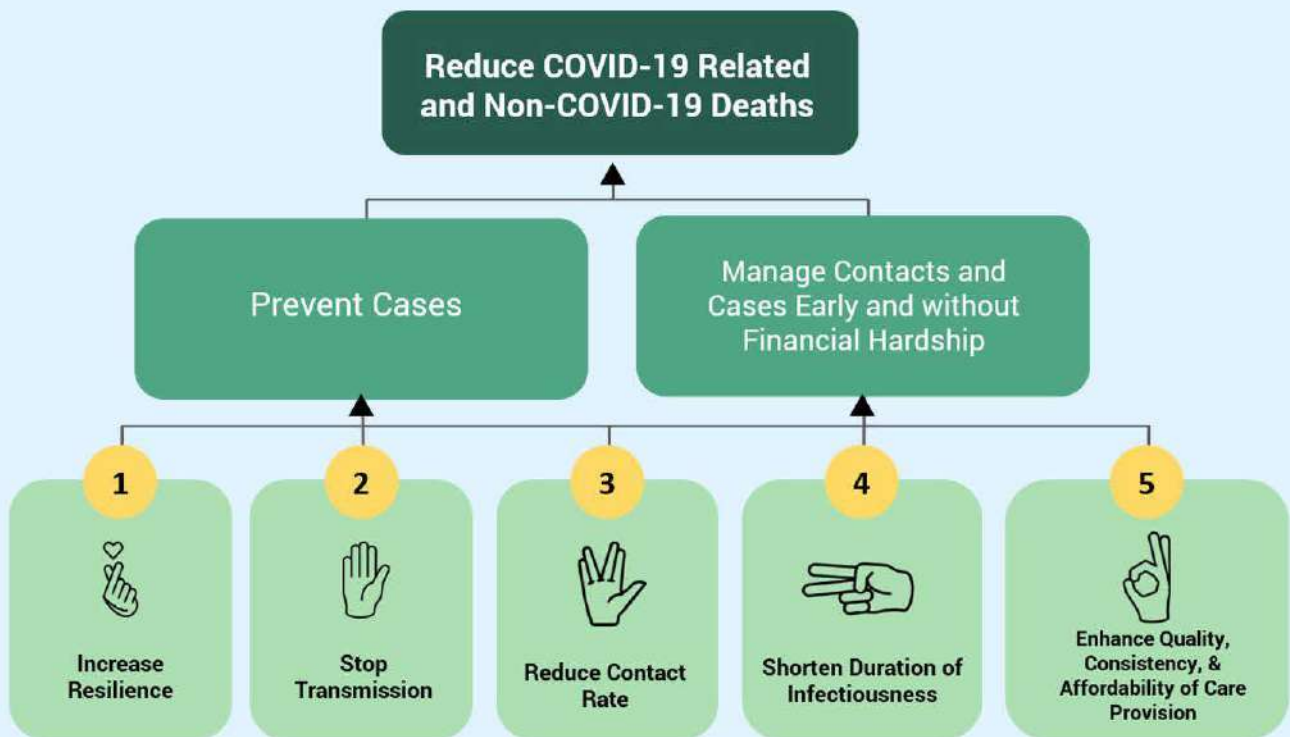 Reduce COVID-19 Related
and Non-COVID-19 Deaths
Prevent Cases
Manage Contacts and
Cases Early and without
Financial Hardship
1
Increase
Resilience
2
Stop
Transmission
3
Reduce Contact
Rate
4
Shorten Duration of
Infectiousness
5
Enhance Quality,
Consistency, &
Affordability of Care
Provision